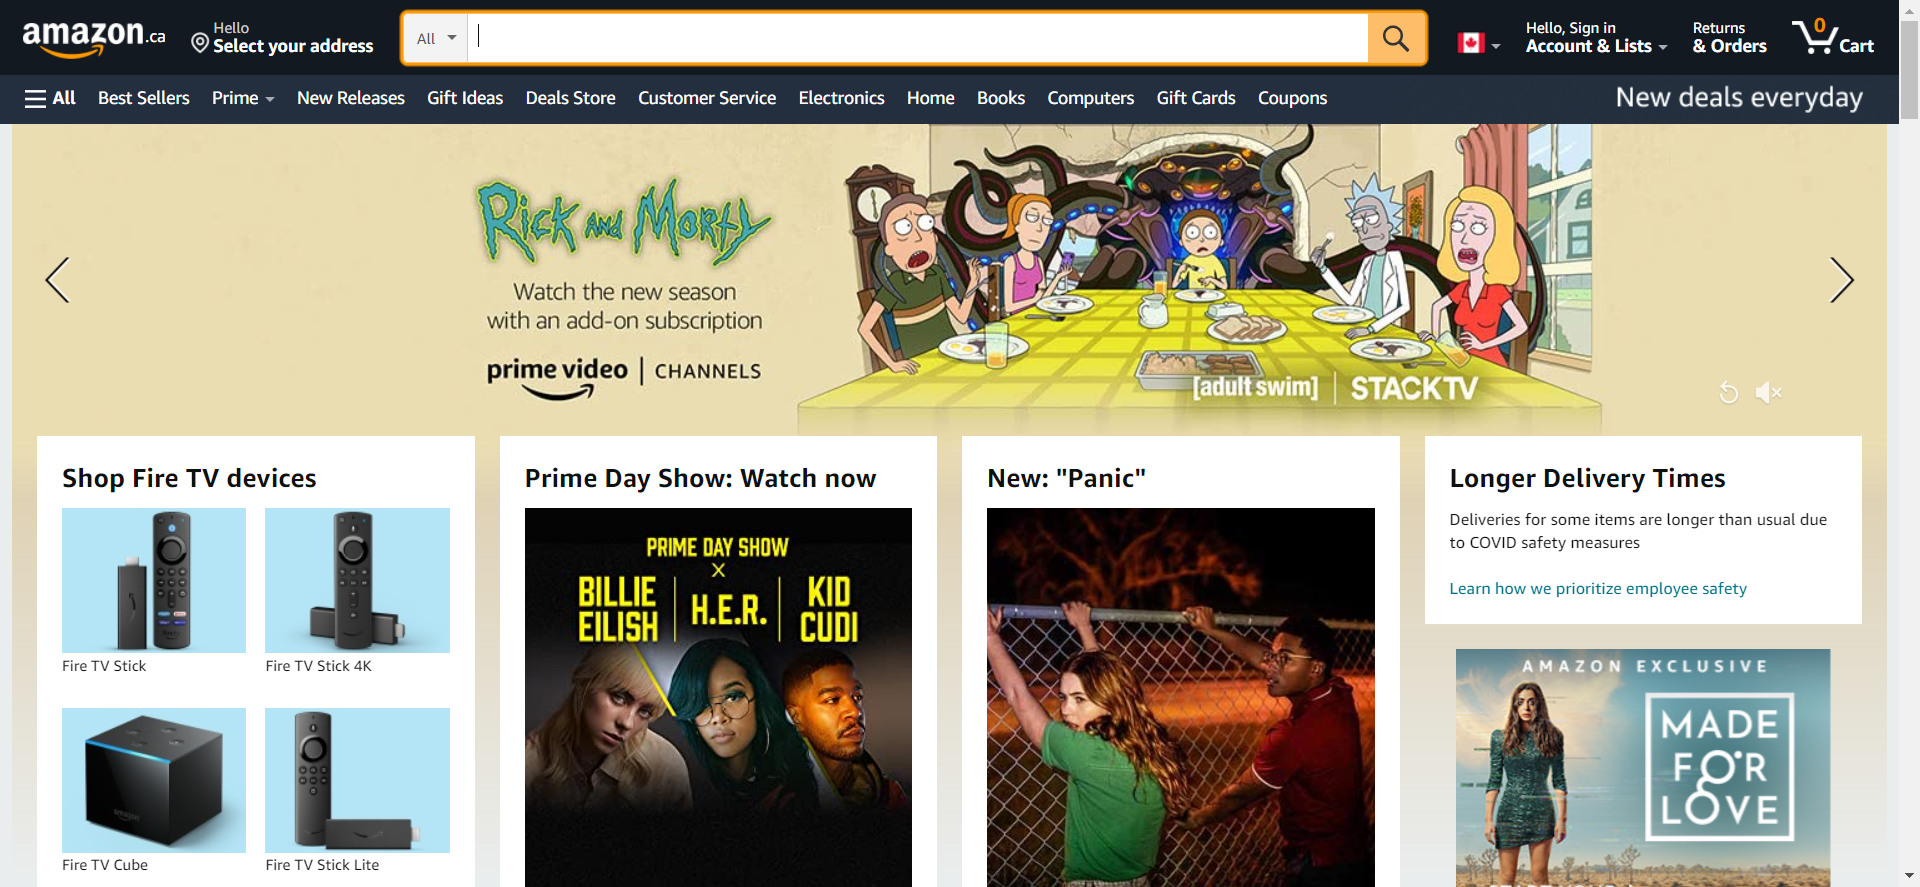 amazon.ca
Hello
Select your address
All
Hello, Sign in
Account & Lists
Returns
& Orders
0
Cart
All
Best Sellers
Prime
New Releases
Gift Ideas
Deals Store
Customer Service
Electronics
Home
Books
Computers
Gift Cards
Coupons
New deals everyday
Rick and Morty
Watch the new season
with an add-on subscription
prime video | CHANNELS
[adult swim] | STACKTV
Shop Fire TV devices
Fire TV Stick
Fire TV Stick 4K
amazon
Fire TV Cube
Fire TV Stick Lite
Prime Day Show: Watch now
PRIME DAY SHOW
X
BILLIE EILISH | H.E.R. | KID CUDI
New: "Panic"
Longer Delivery Times
Deliveries for some items are longer than usual due
to COVID safety measures
Learn how we prioritize employee safety
AMAZON EXCLUSIVE
MADE
FOR
LOVE